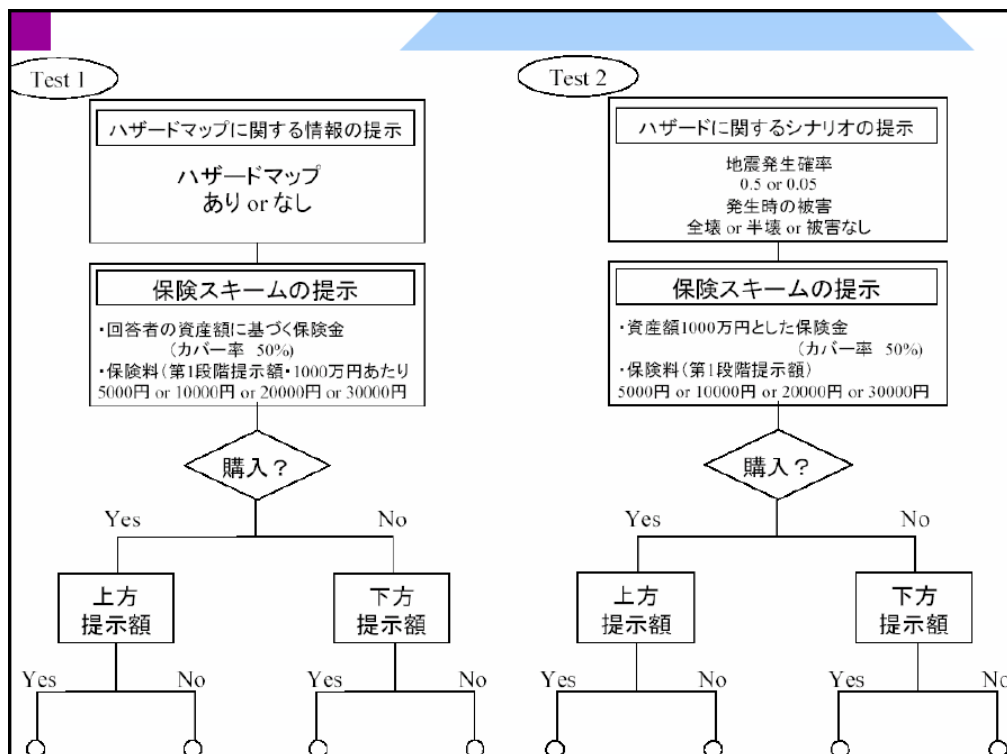 Test 1
ハザードマップに関する情報の提示
ハザードマップ
あり or なし
保険スキームの提示
・回答者の資産額に基づく保険金
(カバー率 50%)
・保険料(第1段階提示額・1000万円あたり
5000円 or 10000円 or 20000円 or 30000円
購入?
Yes
No
上方
提示額
下方
提示額
Yes
No
Yes
No
Test 2
ハザードに関するシナリオの提示
地震発生確率
0.5 or 0.05
発生時の被害
全壊 or 半壊 or 被害なし
保険スキームの提示
・資産額1000万円とした保険金
(カバー率 50%)
・保険料(第1段階提示額)
5000円 or 10000円 or 20000円 or 30000円
購入?
Yes
No
上方
提示額
下方
提示額
Yes
No
Yes
No